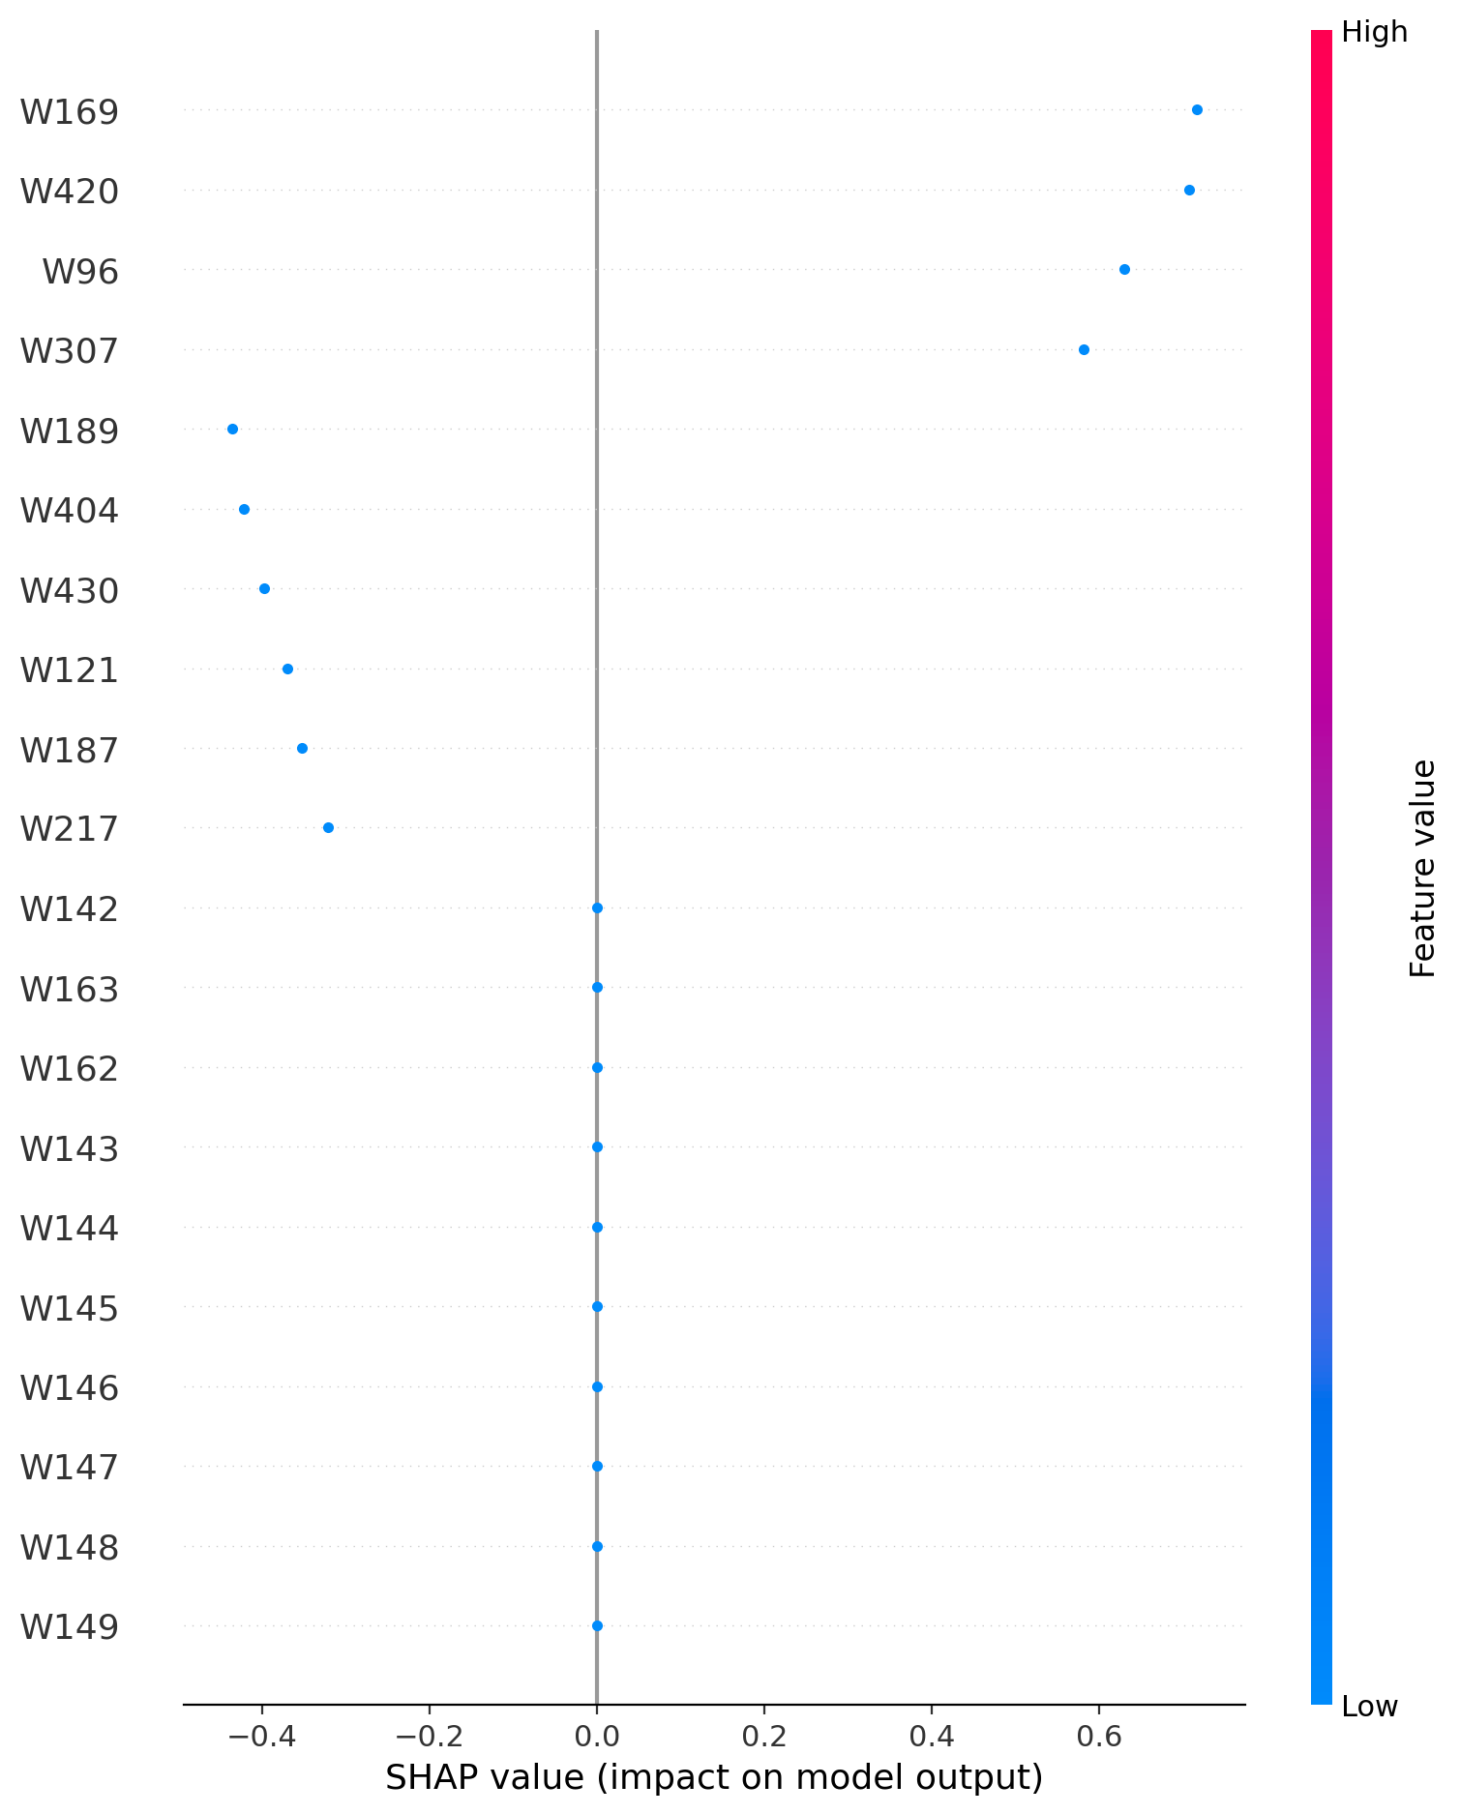 High
W169
W420
W96
W307
W189
W404
W430
W121
W187
W217
W142
W163
W162
W143
W144
W145
W146
W147
W148
W149
Feature value
Low
−0.4 −0.2 0.0 0.2 0.4 0.6
SHAP value (impact on model output)